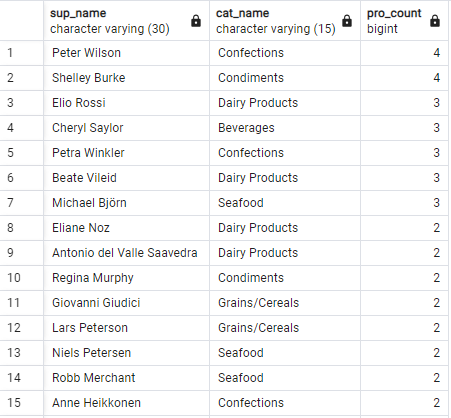 sup_name cat_name pro_count
character varying (30) character varying (15) bigint
1 Peter Wilson Confections 4
2 Shelley Burke Condiments 4
3 Elio Rossi Dairy Products 3
4 Cheryl Saylor Beverages 3
5 Petra Winkler Confections 3
6 Beate Vileid Dairy Products 3
7 Michael Björn Seafood 3
8 Eliane Noz Dairy Products 2
9 Antonio del Valle Saavedra Dairy Products 2
10 Regina Murphy Condiments 2
11 Giovanni Giudici Grains/Cereals 2
12 Lars Peterson Grains/Cereals 2
13 Niels Petersen Seafood 2
14 Robb Merchant Seafood 2
15 Anne Heikkonen Confections 2